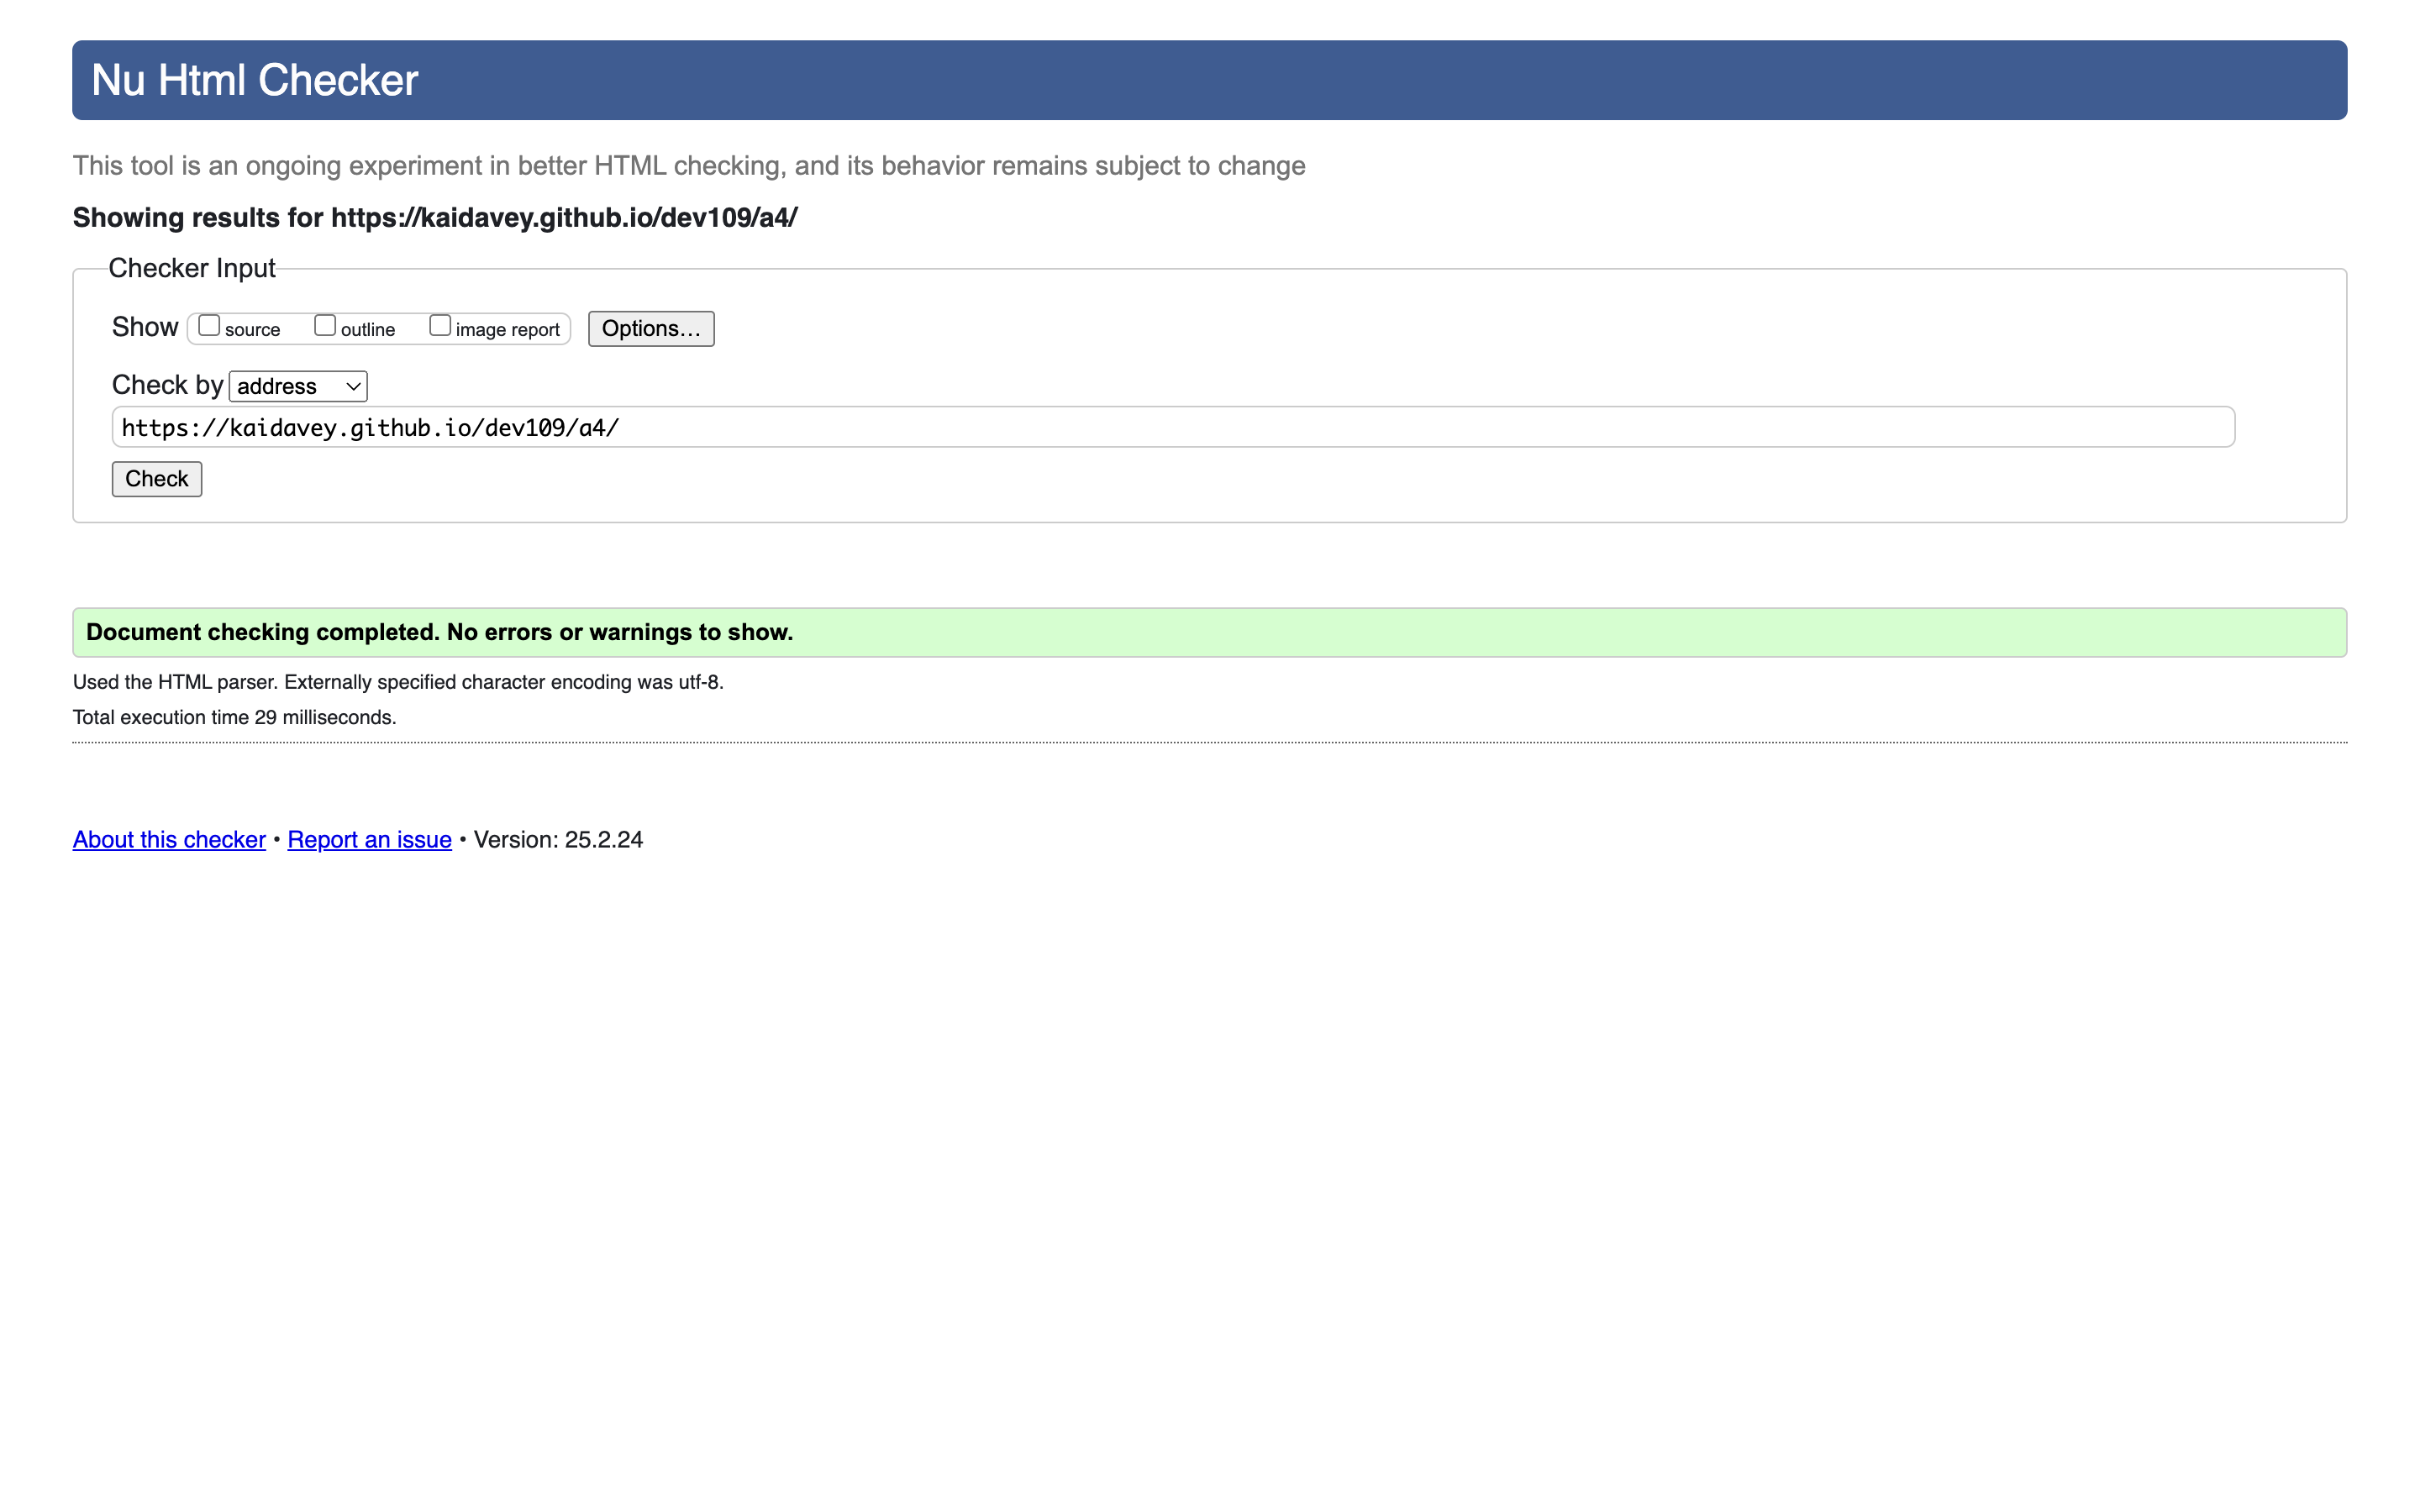 Nu Html Checker
This tool is an ongoing experiment in better HTML checking, and its behavior remains subject to change
Showing results for https://kaidavey.github.io/dev109/a4/
Checker Input
Show source outline image report Options...
Check by address
https://kaidavey.github.io/dev109/a4/
Check
Document checking completed. No errors or warnings to show.
Used the HTML parser. Externally specified character encoding was utf-8.
Total execution time 29 milliseconds.
About this checker • Report an issue • Version: 25.2.24